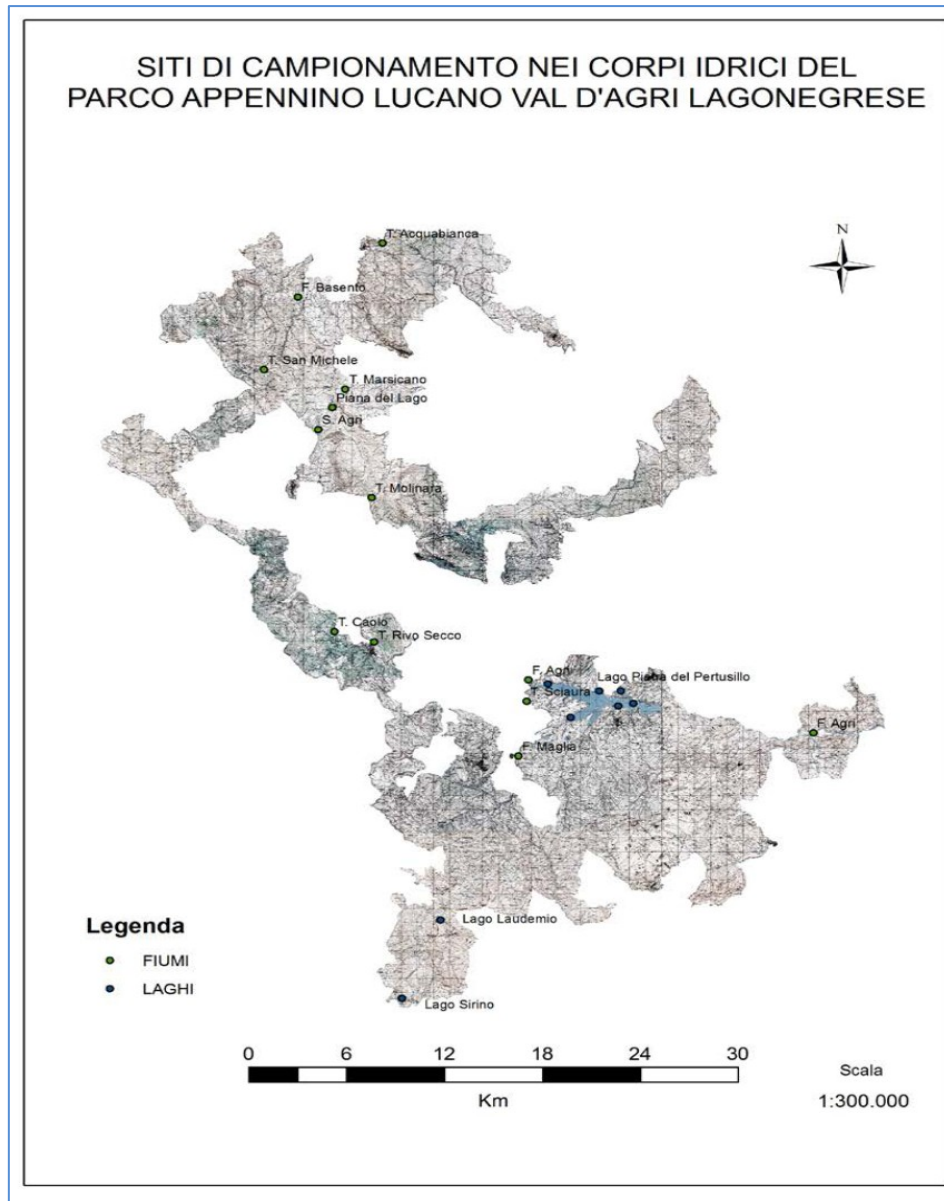 SITI DI CAMPIONAMENTO NEI CORPI IDRICI DEL
PARCO APPENNINO LUCANO VAL D'AGRI LAGONEGRESE
N
T. Acquabianca
F. Basento
T. San Michele
T. Marsicano
Piana del Lago
S. Agri
T. Molinara
T. Caolo
T. Rivo Secco
F. Agri
Lago Piana del Pertusillo
T. Sciaura
F. Agri
F. Maglia
Lago Laudemio
Lago Sirino
Legenda
FIUMI
LAGHI
0 6 12 18 24 30
Km
Scala
1:300.000